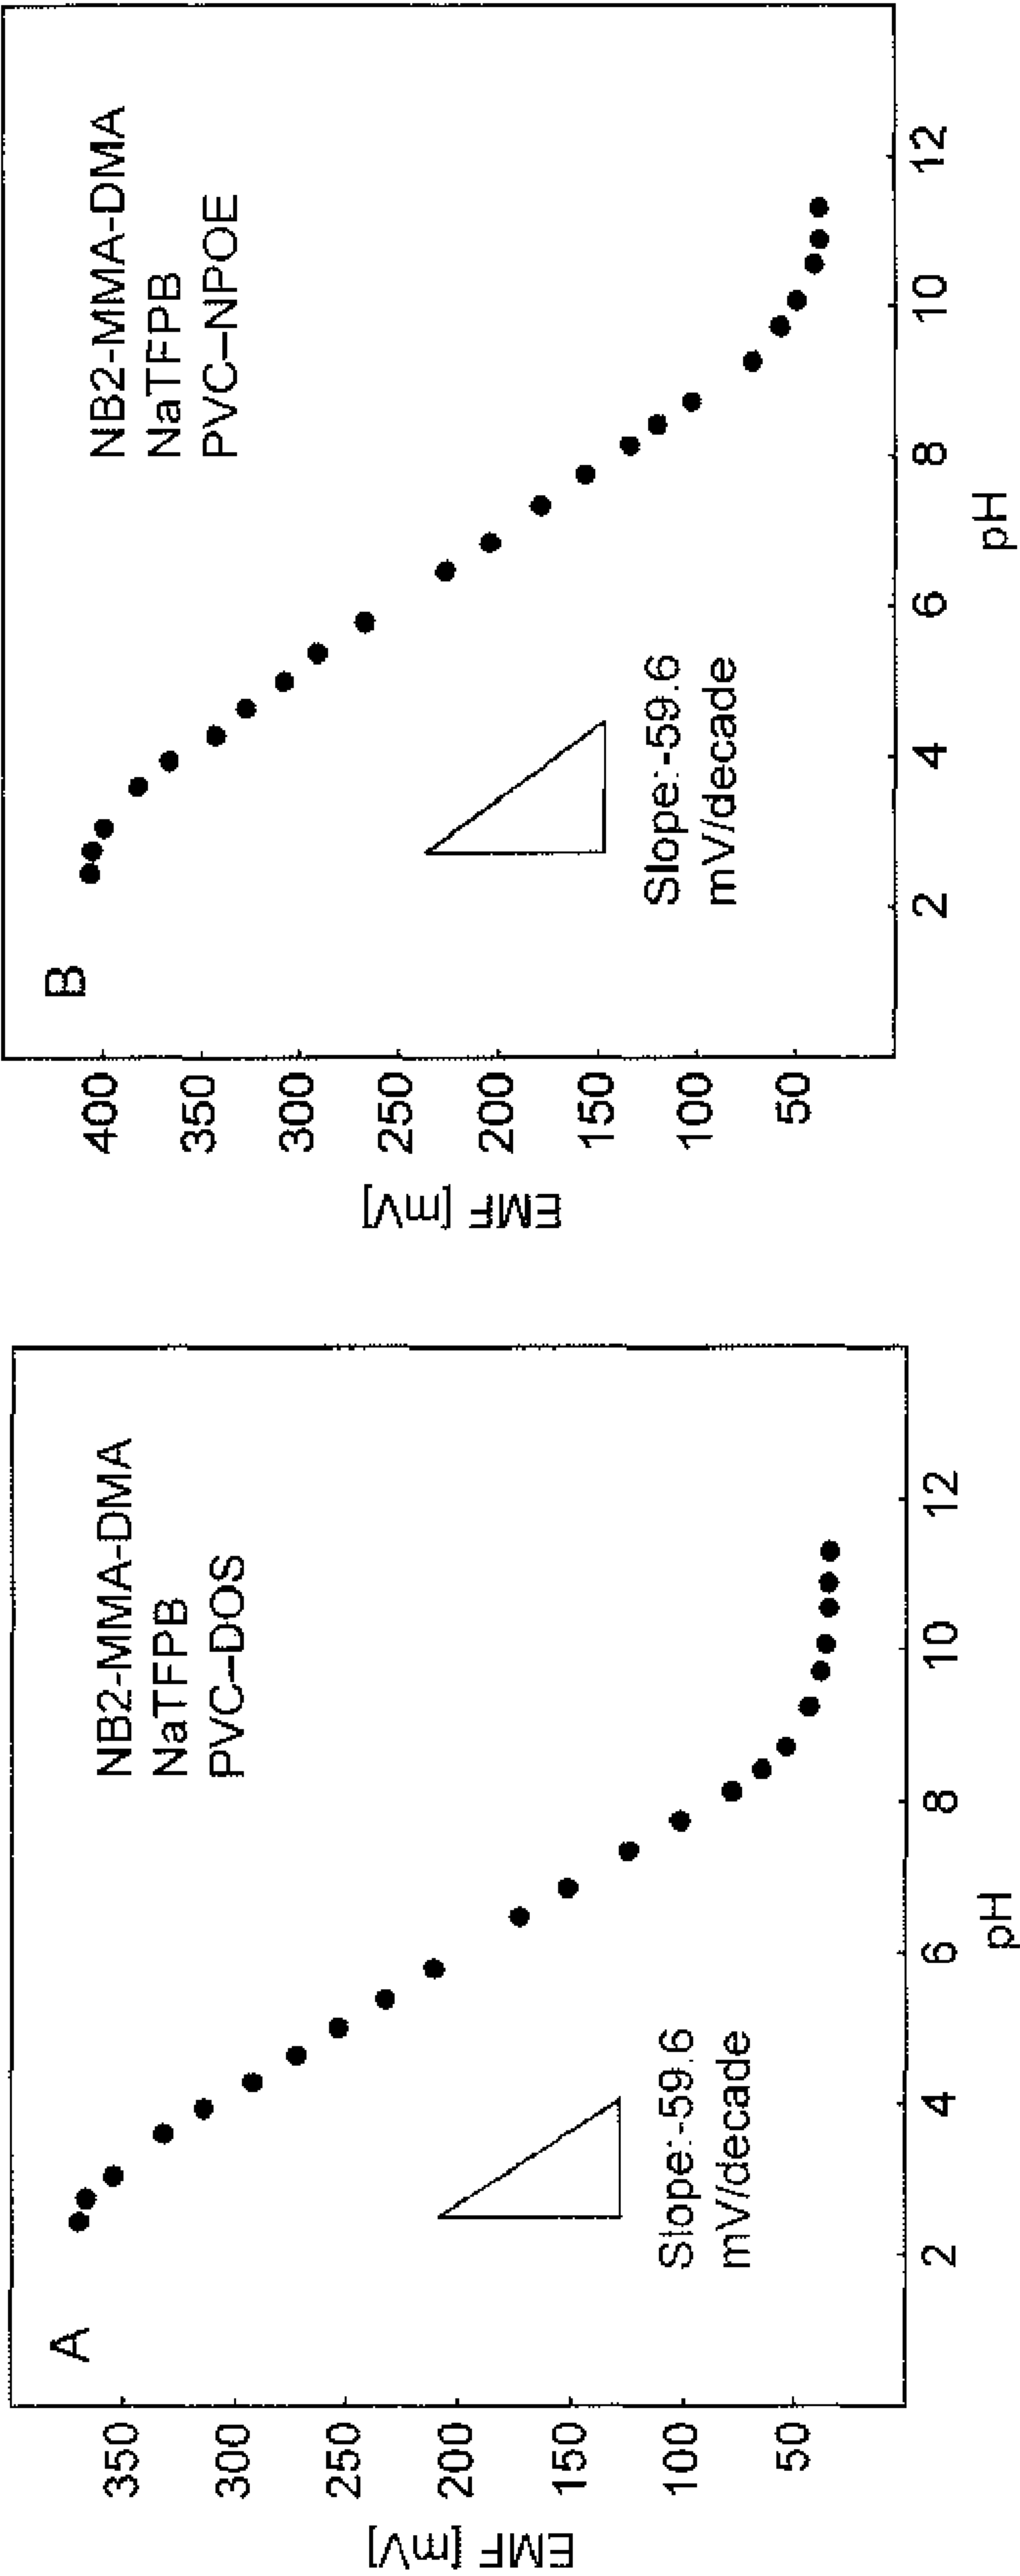 A
NB2-MMA-DMA
NaTFPB
PVC–DOS
Slope:-59.6
mV/decade
EMF [mV]
350
300
250
200
150
100
50
2
4
6
8
10
12
pH
B
NB2-MMA-DMA
NaTFPB
PVC–NPOE
Slope:-59.6
mV/decade
EMF [mV]
400
350
300
250
200
150
100
50
2
4
6
8
10
12
pH